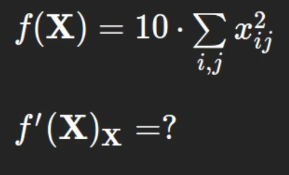 f(X) = 10 · ∑_{i,j} x_{ij}^2
f′(X)_X =?